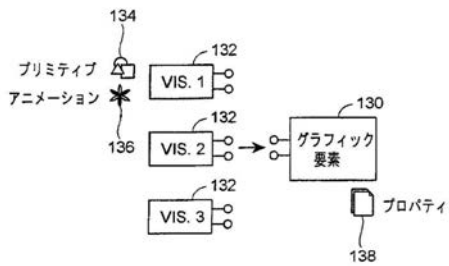 134
132
プリミティブ
VIS. 1
アニメーション
136
132
130
VIS. 2
グラフィック
要素
132
VIS. 3
プロパティ
138